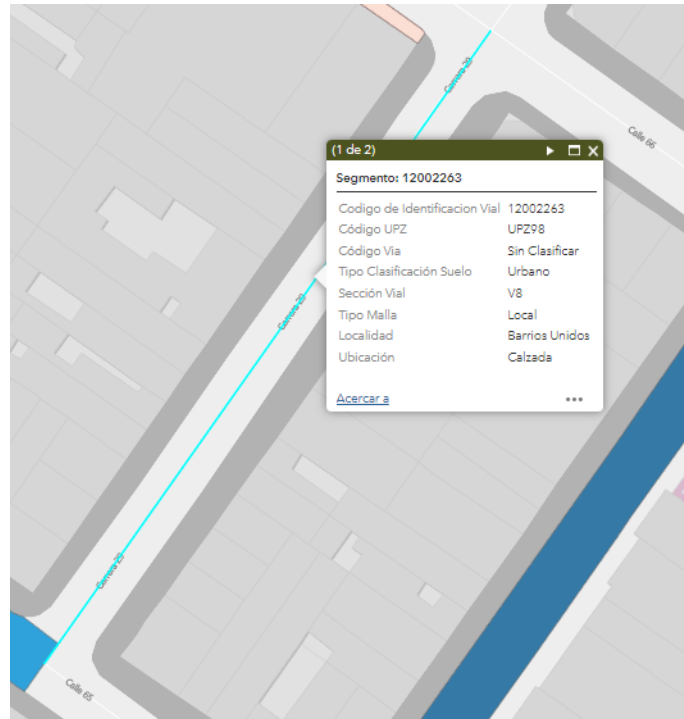 Carrera 29
Calle 66
(1 de 2)
Segmento: 12002263
Codigo de Identificacion Vial 12002263
Código UPZ UPZ98
Código Via Sin Clasificar
Tipo Clasificación Suelo Urbano
Sección Vial V8
Tipo Malla Local
Localidad Barrios Unidos
Ubicación Calzada
Acercar a
Carrera 29
Carrera 29
Calle 65